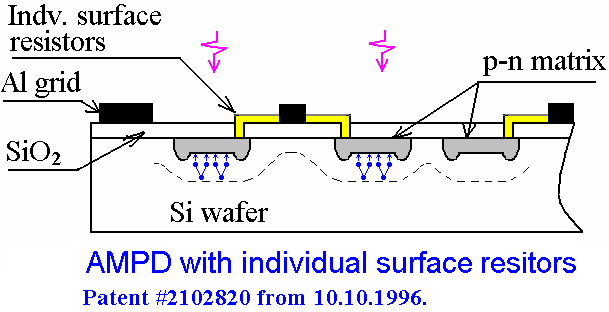 Indv. surface
resistors
Al grid
p-n matrix
SiO₂
Si wafer
AMPD with individual surface resitors
Patent #2102820 from 10.10.1996.